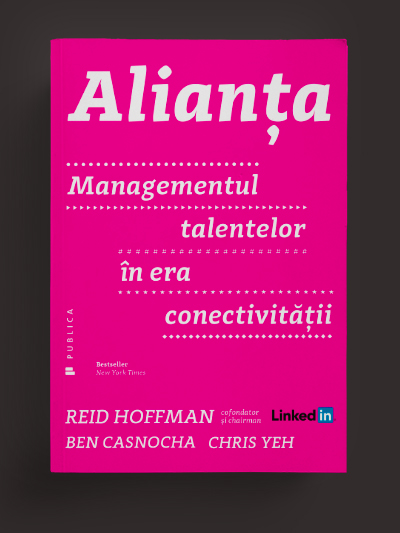 Alianța
Managementul
talentelor
în era
conectivității
PUBLICA
Bestseller
New York Times
REID HOFFMAN cofondator și chairman LinkedIn
BEN CASNOCHA CHRIS YEH